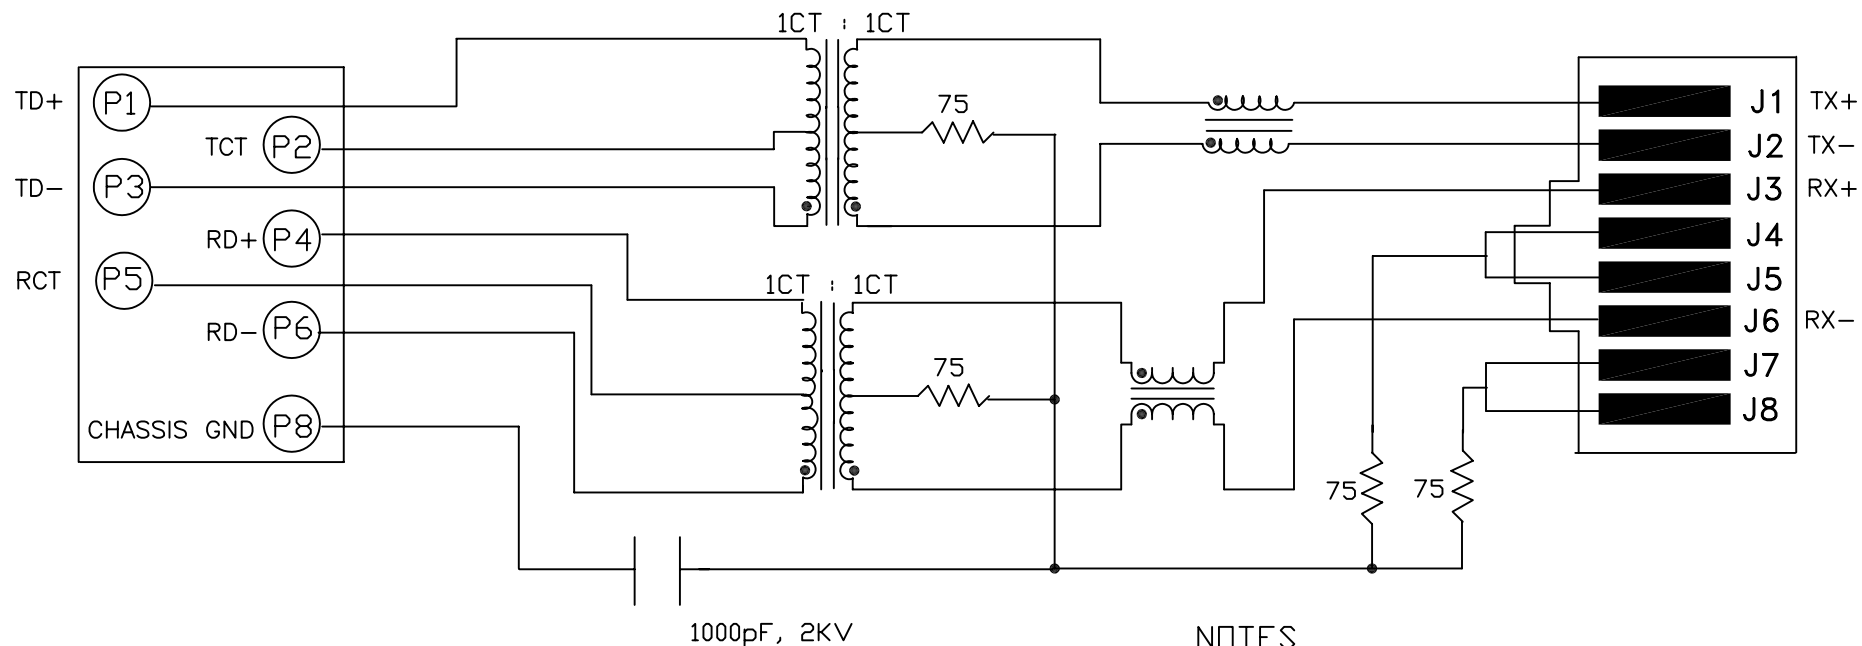 1CT : 1CT
TD+ P1 75 J1 TX+
TCT P2 J2 TX-
TD- P3 J3 RX+
RD+ P4 J4
RCT P5 1CT : 1CT J5
RD- P6 J6 RX-
75 J7
CHASSIS GND P8 J8
75 75
1000pF, 2KV NOTES